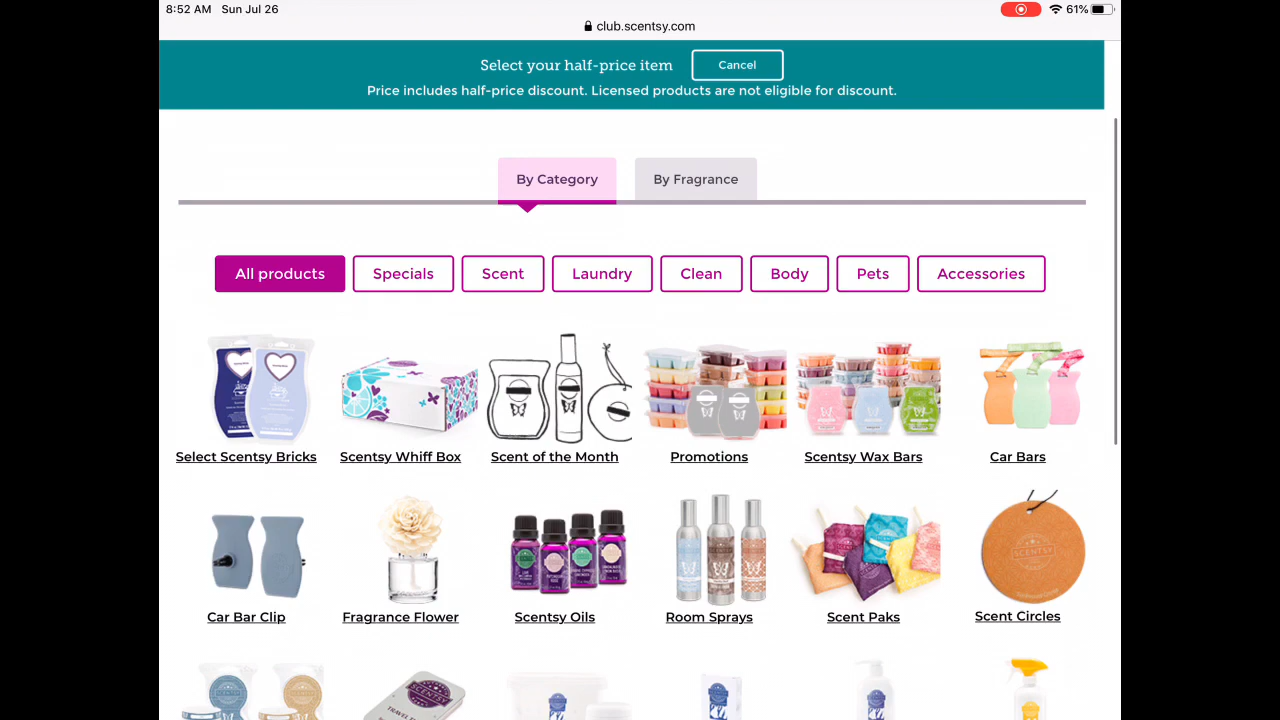 8:52 AM Sun Jul 26
61%
club.scentsy.com
Select your half-price item
Cancel
Price includes half-price discount. Licensed products are not eligible for discount.
By Category
By Fragrance
All products
Specials
Scent
Laundry
Clean
Body
Pets
Accessories
Select Scentsy Bricks
Scentsy Whiff Box
Scent of the Month
Promotions
Scentsy Wax Bars
Car Bars
SCENTSY
Car Bar Clip
Fragrance Flower
Scentsy Oils
Room Sprays
Scent Paks
Scent Circles
SCENTSY